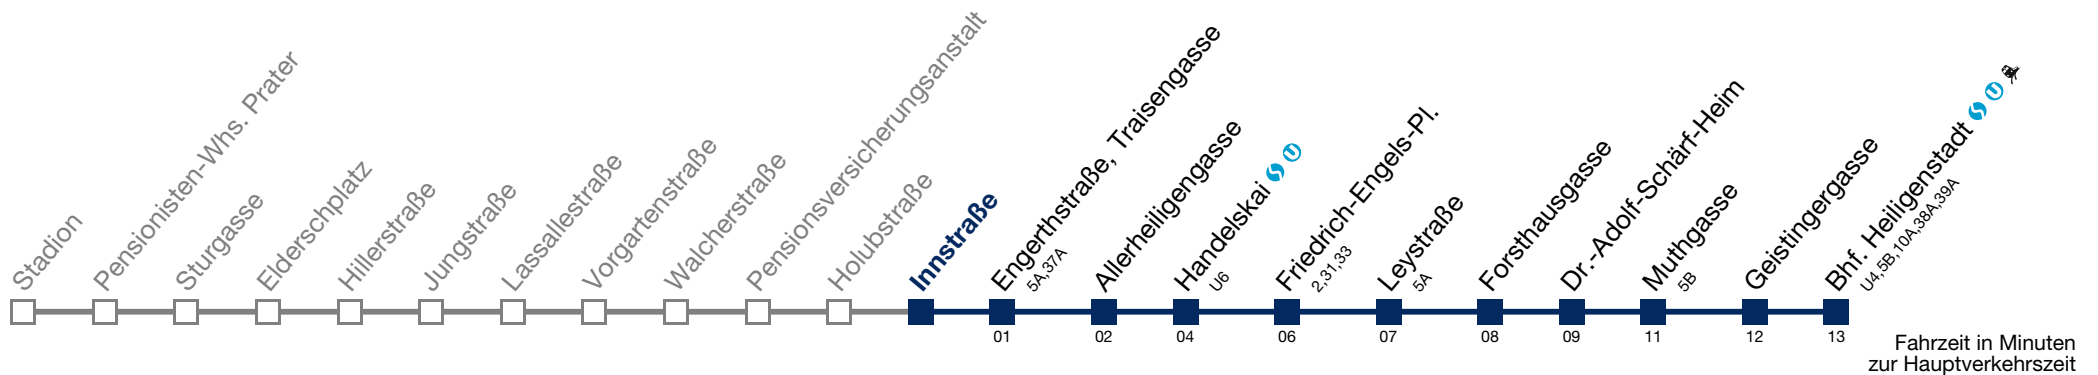 Stadion
Pensionisten-Whs. Prater
Sturgasse
Elderschplatz
Hillerstraße
Jungstraße
Lassallestraße
Vorgartenstraße
Walcherstraße
Pensionsversicherungsanstalt
Holubstraße
Innstraße
Engerthstraße, Traisengasse
5A,37A
01
Allerheiligengasse
02
Handelskai S U
U6
04
Friedrich-Engels-Pl.
2,31,33
06
Leystraße
5A
07
Forsthausgasse
08
Dr.-Adolf-Schärf-Heim
09
Muthgasse
5B
11
Geistingergasse
12
Bhf. Heiligenstadt S U
U4,5B,10A,38A,39A
13
Fahrzeit in Minuten
zur Hauptverkehrszeit